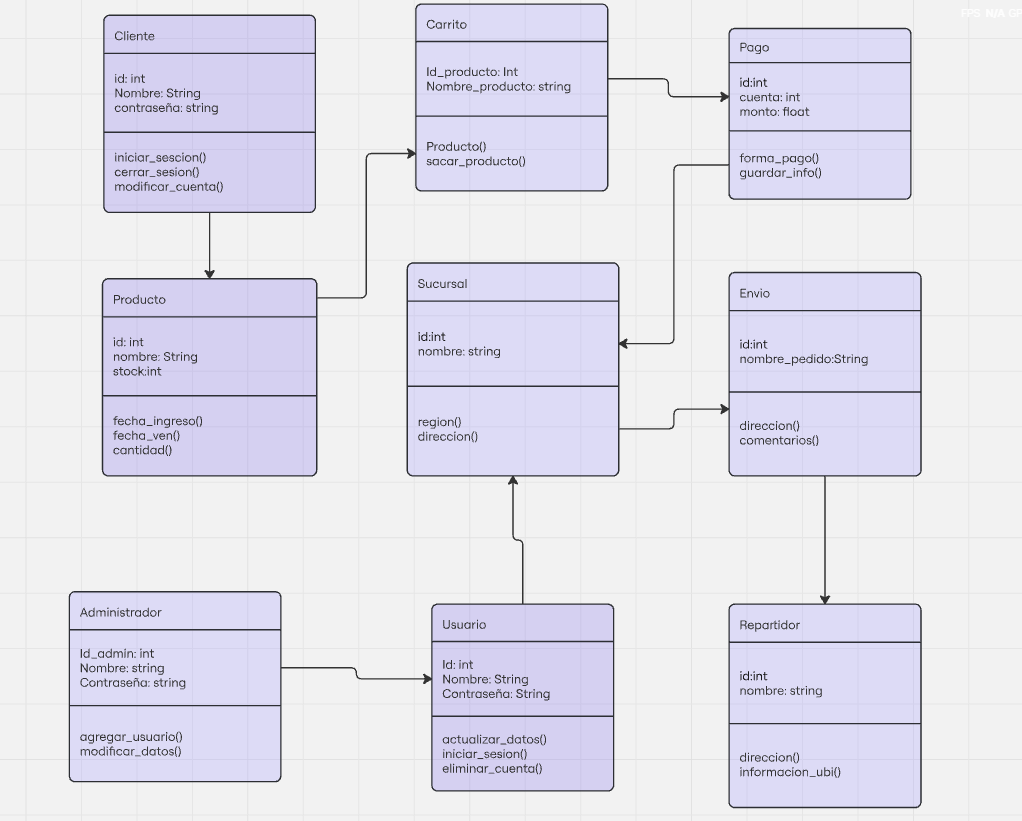 FPS N/A GF
Cliente
id: int
Nombre: String
contraseña: string
iniciar_sescion()
cerrar_sesion()
modificar_cuenta()
Carrito
Id_producto: Int
Nombre_producto: string
Producto()
sacar_producto()
Pago
id:int
cuenta: int
monto: float
forma_pago()
guardar_info()
Producto
id: int
nombre: String
stock:int
fecha_ingreso()
fecha_ven()
cantidad()
Sucursal
id:int
nombre: string
region()
direccion()
Envio
id:int
nombre_pedido:String
direccion()
comentarios()
Administrador
Id_admin: int
Nombre: string
Contraseña: string
agregar_usuario()
modificar_datos()
Usuario
Id: int
Nombre: String
Contraseña: String
actualizar_datos()
iniciar_sesion()
eliminar_cuenta()
Repartidor
id:int
nombre: string
direccion()
informacion_ubi()